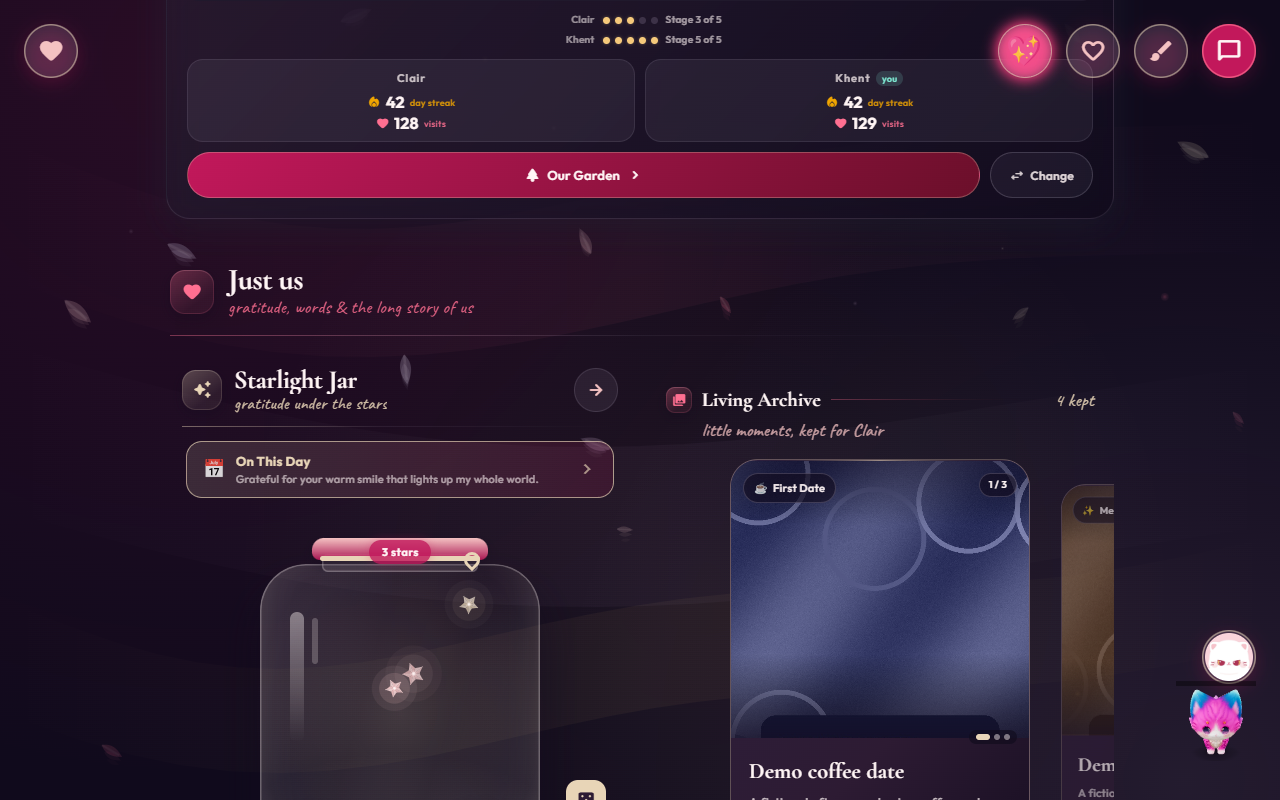 Clair Stage 3 of 5
Khent Stage 5 of 5
Clair
42 day streak
128 visits
Khent you
42 day streak
129 visits
Our Garden
Change
Just us
gratitude, words & the long story of us
Starlight Jar
gratitude under the stars
On This Day
Grateful for your warm smile that lights up my whole world.
3 stars
Living Archive
4 kept
little moments, kept for Clair
First Date
1 / 3
Demo coffee date